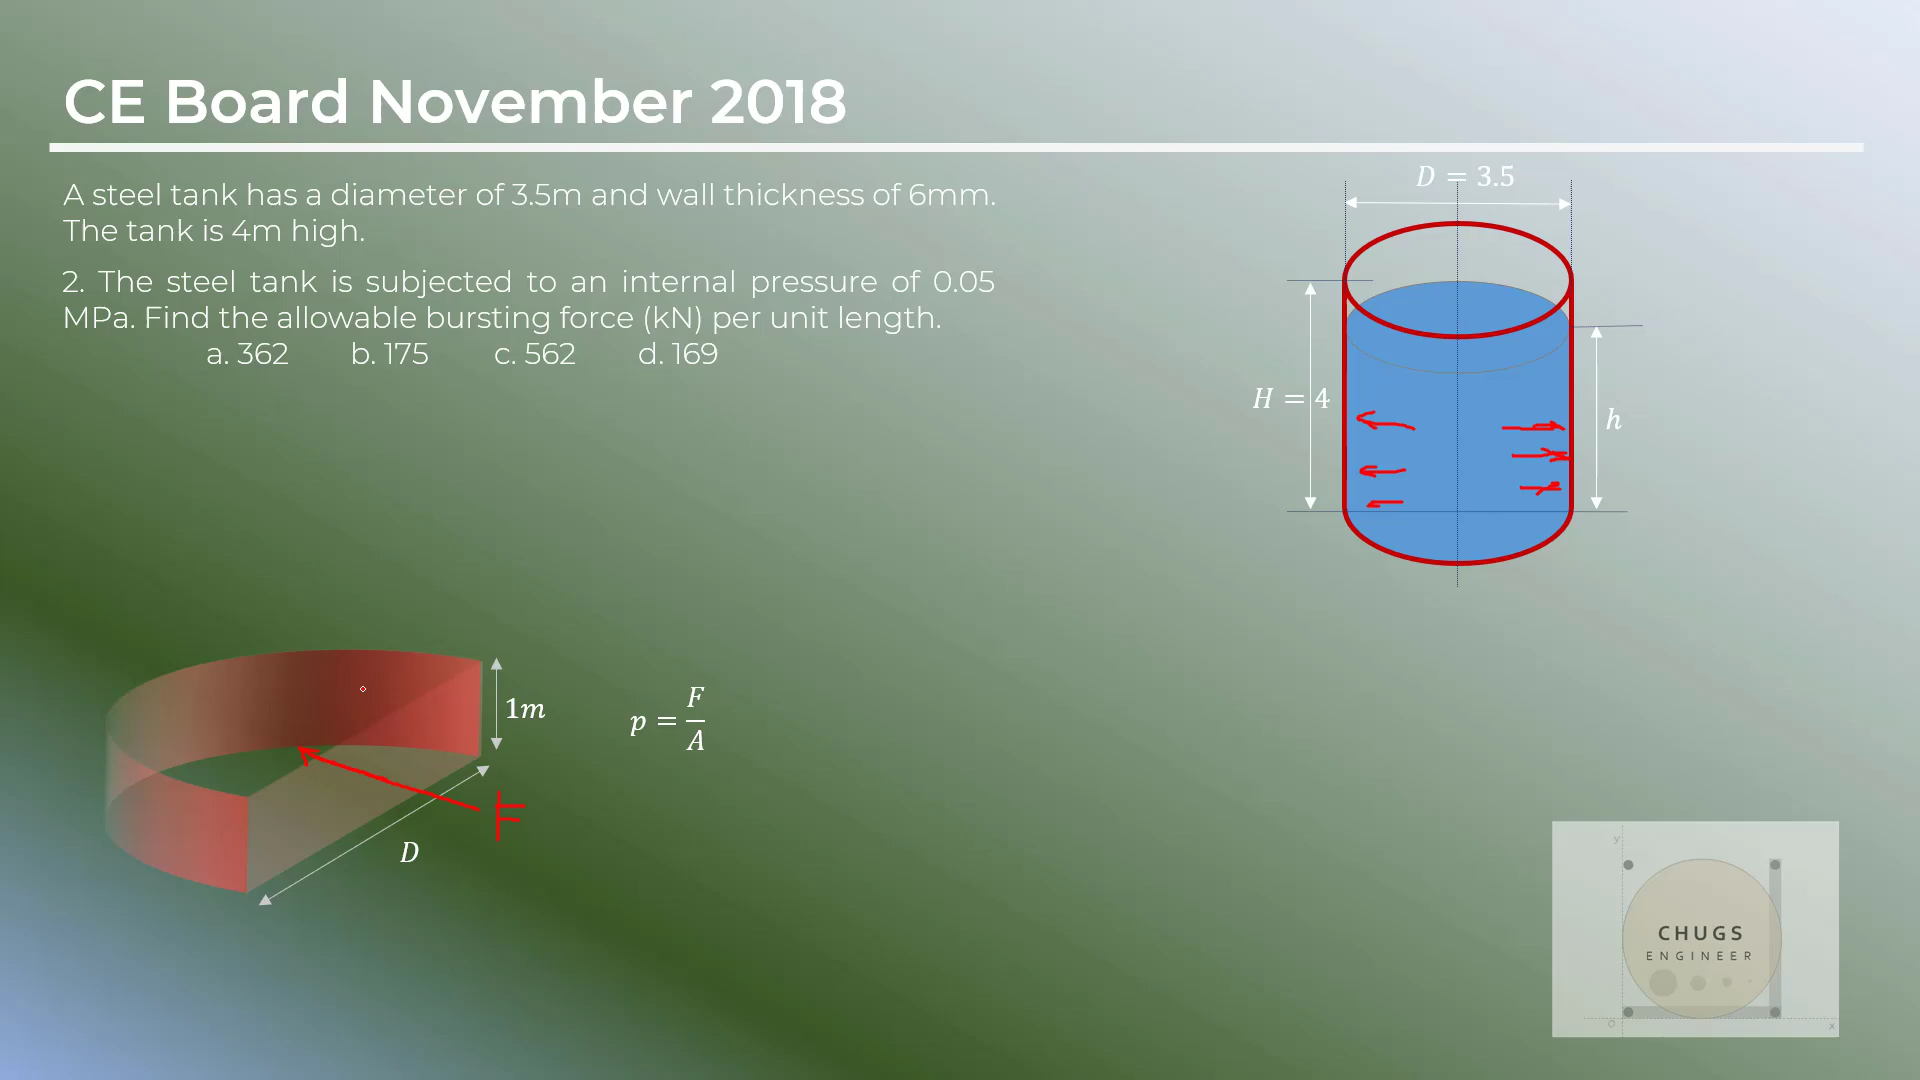 CE Board November 2018
A steel tank has a diameter of 3.5m and wall thickness of 6mm.
The tank is 4m high.
2. The steel tank is subjected to an internal pressure of 0.05
MPa. Find the allowable bursting force (kN) per unit length.
a. 362 b. 175 c. 562 d. 169
D = 3.5
H = 4
h
1m
p = F/A
F
D
y
CHUGS
ENGINEER
O
x